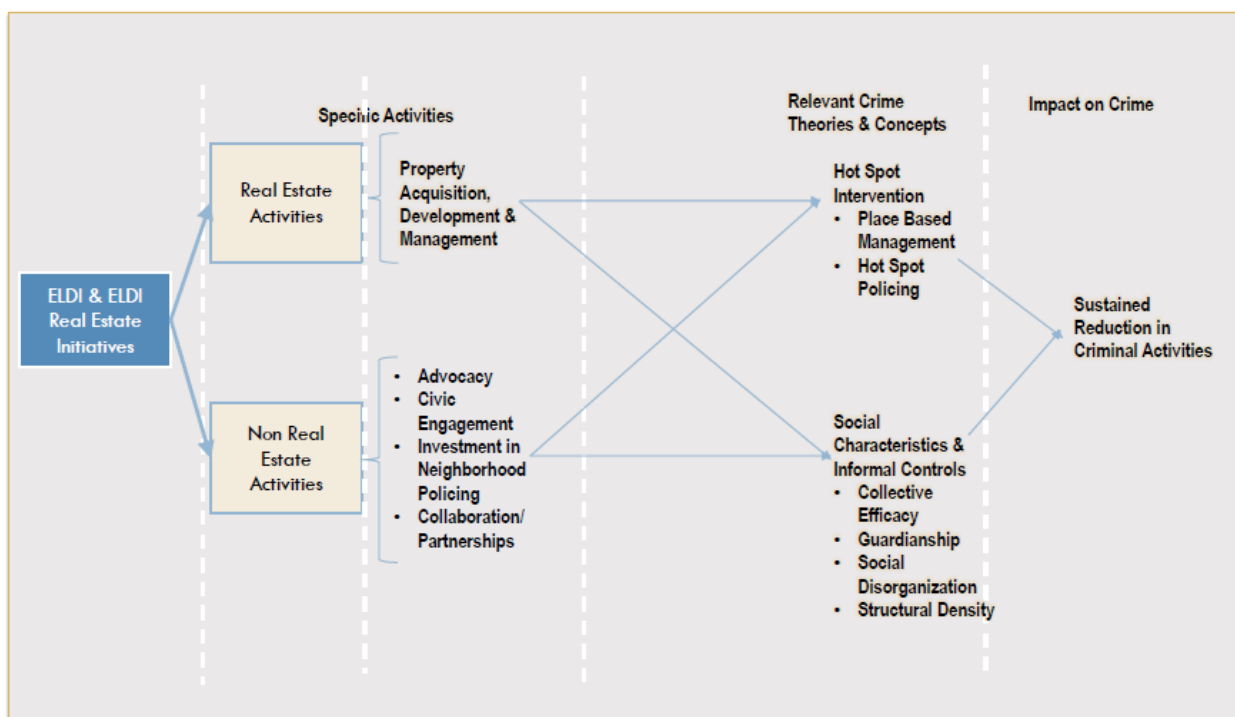 Specific Activities
Relevant Crime
Theories & Concepts
Impact on Crime
ELDI & ELDI
Real Estate
Initiatives
Real Estate
Activities
Property
Acquisition,
Development &
Management
Non Real
Estate
Activities
• Advocacy
• Civic
Engagement
• Investment in
Neighborhood
Policing
• Collaboration/
Partnerships
Hot Spot
Intervention
• Place Based
Management
• Hot Spot
Policing
Social
Characteristics &
Informal Controls
• Collective
Efficacy
• Guardianship
• Social
Disorganization
• Structural Density
Sustained
Reduction in
Criminal Activities